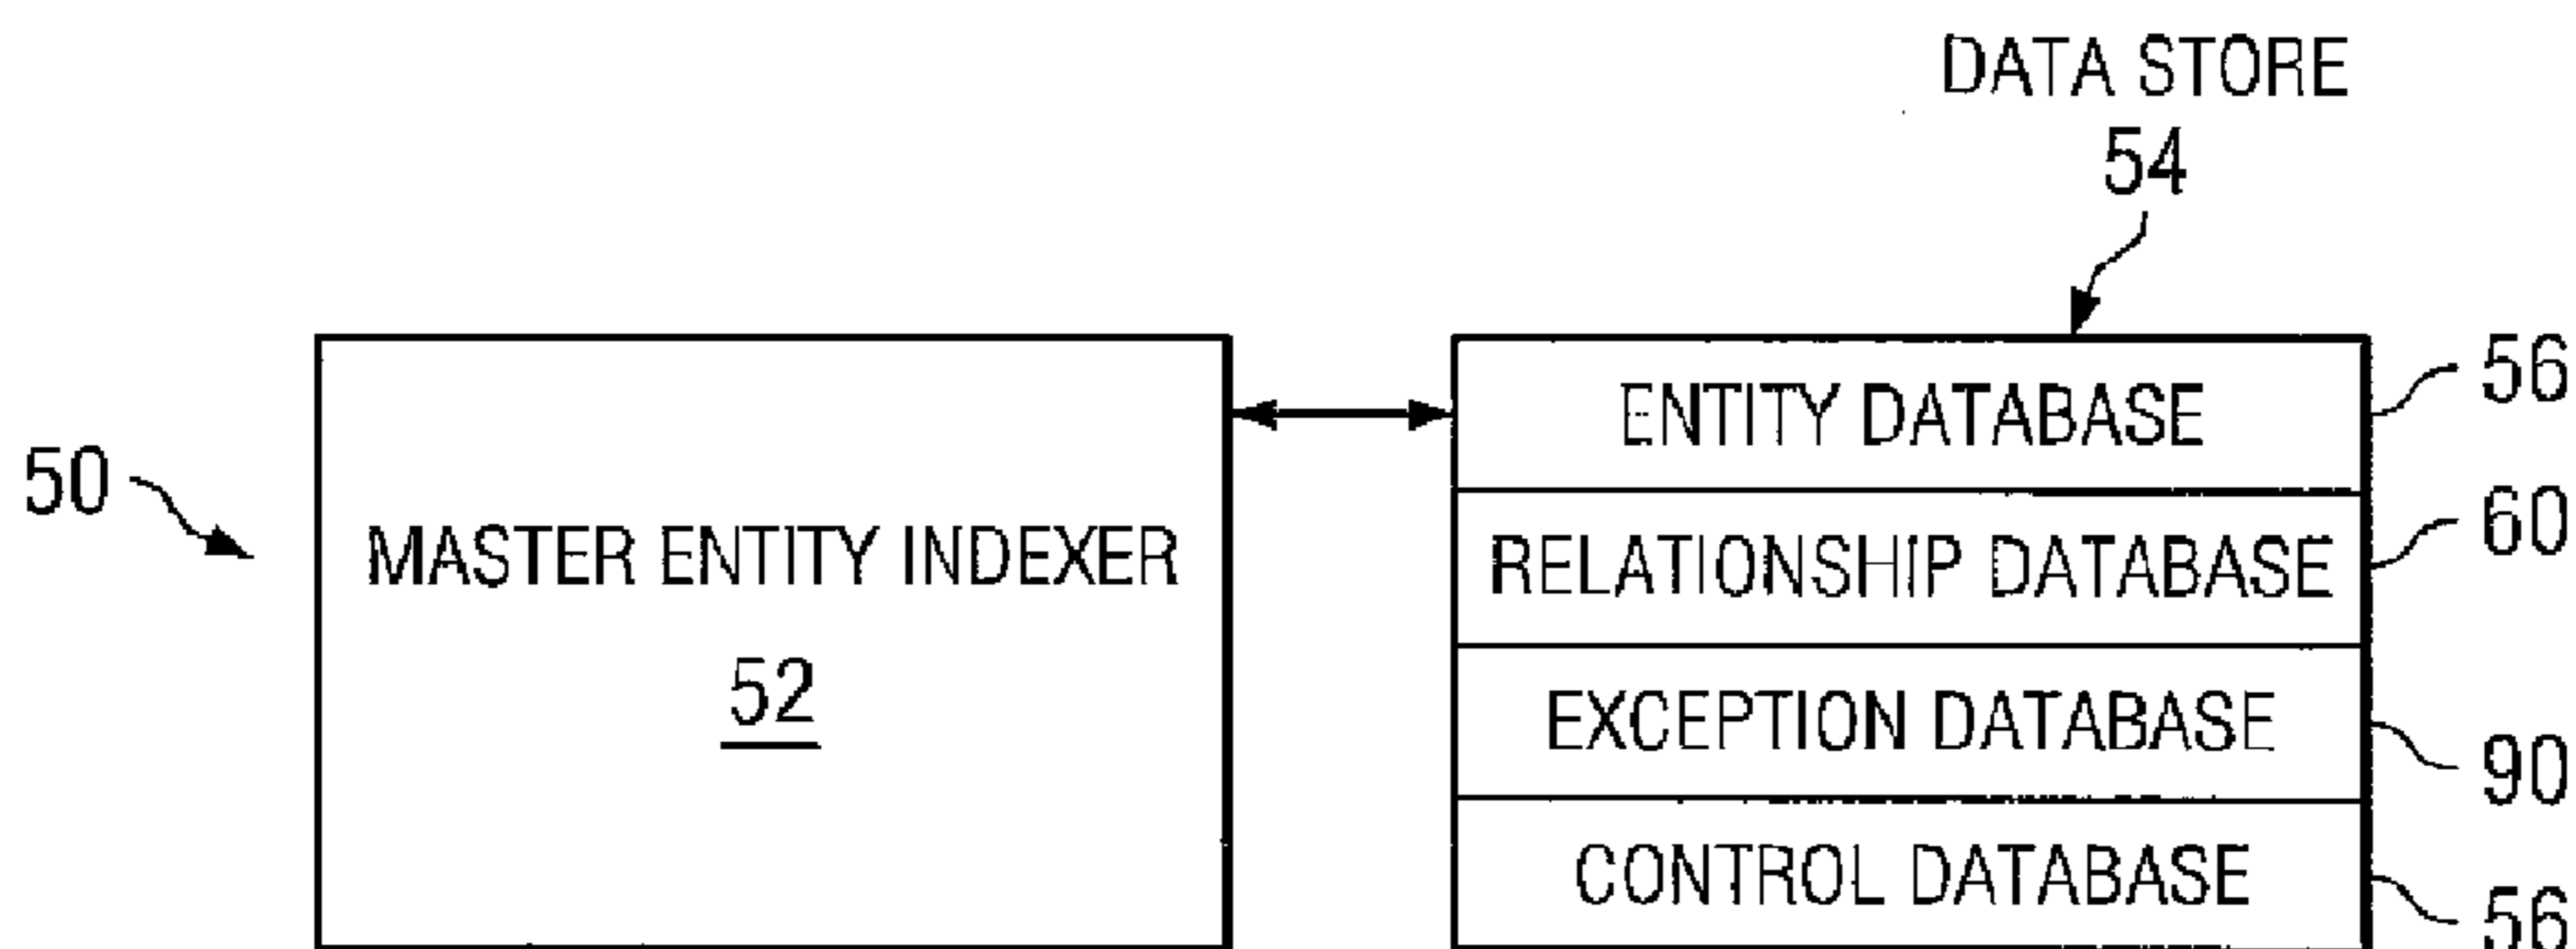 DATA STORE
54
ENTITY DATABASE
56
50
MASTER ENTITY INDEXER
52
RELATIONSHIP DATABASE
60
EXCEPTION DATABASE
90
CONTROL DATABASE
56